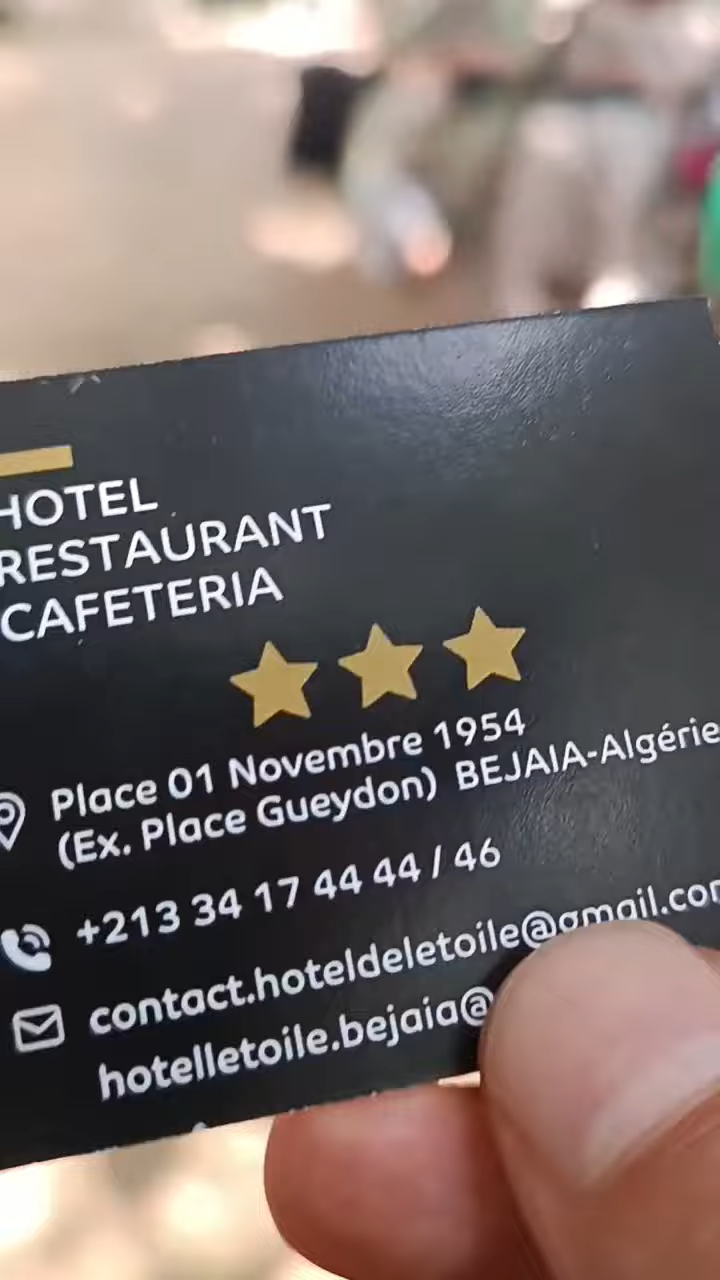 HOTEL
RESTAURANT
CAFETERIA
Place 01 Novembre 1954
(Ex. Place Gueydon) BEJAIA-Algérie
+213 34 17 44 44 / 46
contact.hoteldeletoile@gmail.com
hotelletoile.bejaia@